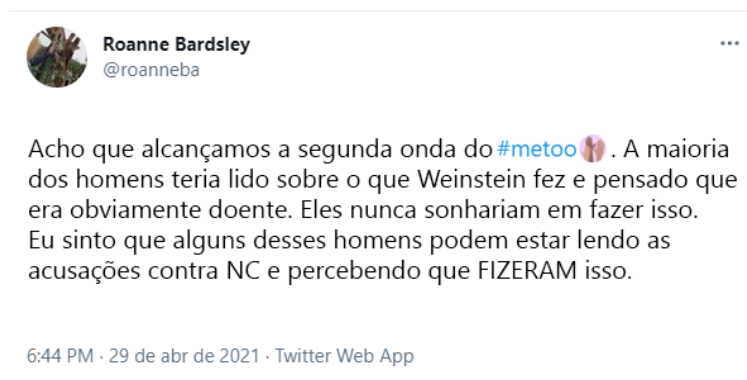 Roanne Bardsley
@roanneba
Acho que alcançamos a segunda onda do #metoo. A maioria
dos homens teria lido sobre o que Weinstein fez e pensado que
era obviamente doente. Eles nunca sonhariam em fazer isso.
Eu sinto que alguns desses homens podem estar lendo as
acusações contra NC e percebendo que FIZERAM isso.
6:44 PM · 29 de abr de 2021 · Twitter Web App